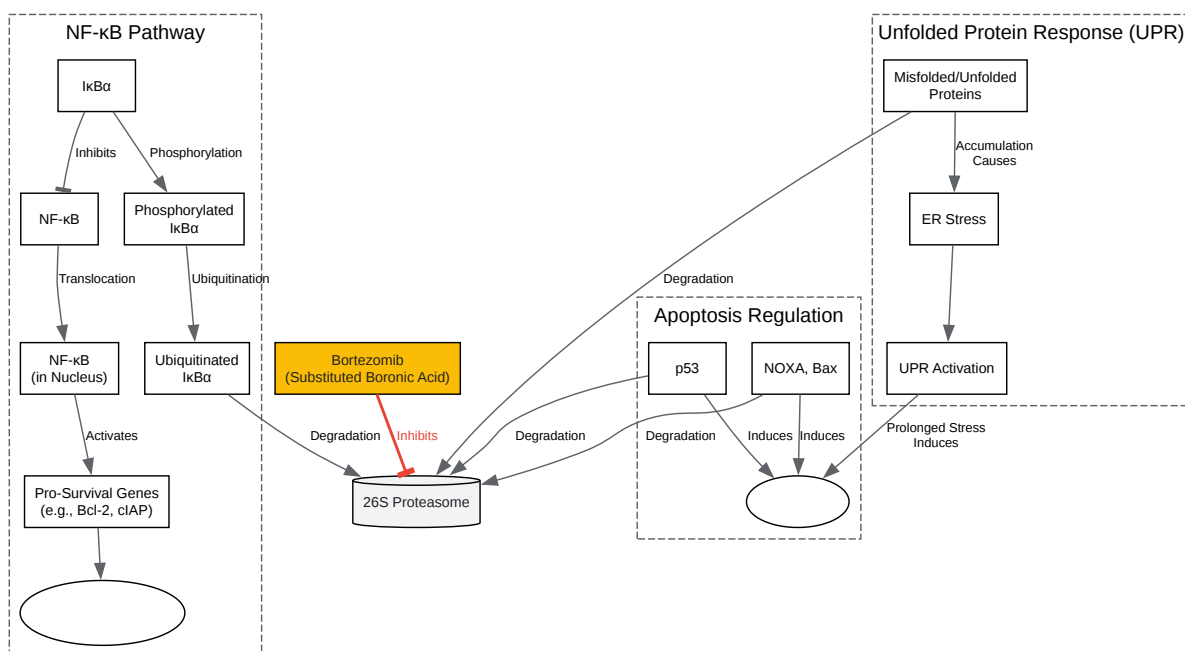 NF-κB Pathway
IκBα
Inhibits
Phosphorylation
NF-κB
Phosphorylated
IκBα
Translocation
Ubiquitination
NF-κB
(in Nucleus)
Ubiquitinated
IκBα
Activates
Degradation
Pro-Survival Genes
(e.g., Bcl-2, cIAP)
Bortezomib
(Substituted Boronic Acid)
Inhibits
26S Proteasome
Degradation
Degradation
Degradation
Apoptosis Regulation
p53
NOXA, Bax
Induces
Induces
Unfolded Protein Response (UPR)
Misfolded/Unfolded
Proteins
Accumulation
Causes
ER Stress
UPR Activation
Prolonged Stress
Induces